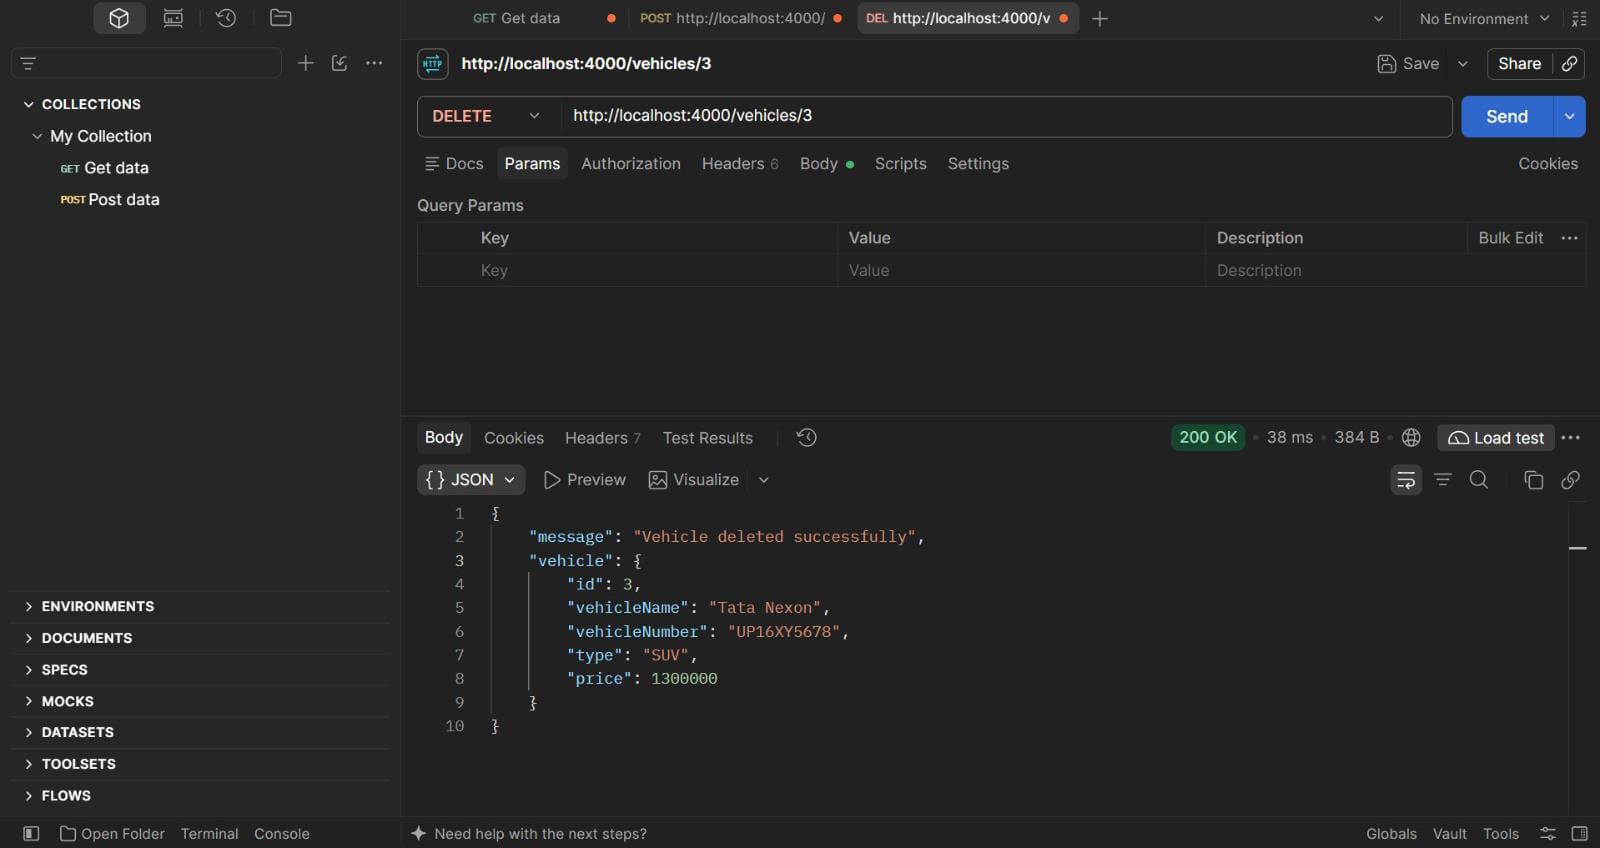 GET Get data
POST http://localhost:4000/
DEL http://localhost:4000/v
No Environment
HTTP http://localhost:4000/vehicles/3
Save
Share
COLLECTIONS
My Collection
GET Get data
POST Post data
DELETE http://localhost:4000/vehicles/3
Send
Docs Params Authorization Headers 6 Body Scripts Settings Cookies
Query Params
Key Value Description Bulk Edit
Key Value Description
Body Cookies Headers 7 Test Results
200 OK 38 ms 384 B Load test
{} JSON Preview Visualize
1 {
2 "message": "Vehicle deleted successfully",
3 "vehicle": {
4 "id": 3,
5 "vehicleName": "Tata Nexon",
6 "vehicleNumber": "UP16XY5678",
7 "type": "SUV",
8 "price": 1300000
9 }
10 }
ENVIRONMENTS
DOCUMENTS
SPECS
MOCKS
DATASETS
TOOLSETS
FLOWS
Open Folder Terminal Console
Need help with the next steps?
Globals Vault Tools